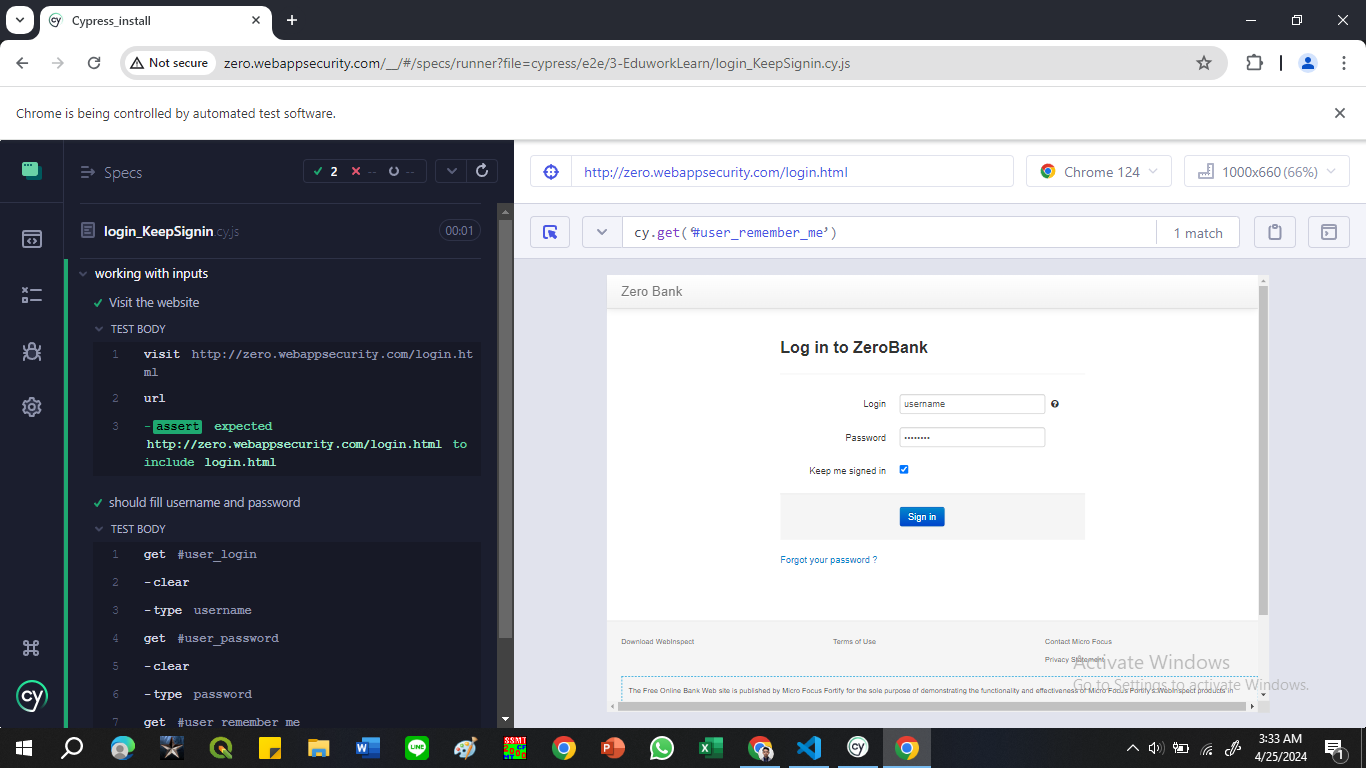 Cypress_install
Not secure
zero.webappsecurity.com/__/#/specs/runner?file=cypress/e2e/3-EduworkLearn/login_KeepSignin.cy.js
Chrome is being controlled by automated test software.
Specs
2
--
--
login_KeepSignin.cy.js
00:01
working with inputs
Visit the website
TEST BODY
1 visit http://zero.webappsecurity.com/login.ht
ml
2 url
3 -assert expected
http://zero.webappsecurity.com/login.html to
include login.html
should fill username and password
TEST BODY
1 get #user_login
2 -clear
3 -type username
4 get #user_password
5 -clear
6 -type password
7 get #user_remember_me
cy
http://zero.webappsecurity.com/login.html
Chrome 124
1000x660 (66%)
cy.get('#user_remember_me')
1 match
Zero Bank
Log in to ZeroBank
Login
username
Password
••••••••
Keep me signed in
Sign in
Forgot your password ?
Download WebInspect
Terms of Use
Contact Micro Focus
Privacy Statement
The Free Online Bank Web site is published by Micro Focus Fortify for the sole purpose of demonstrating the functionality and effectiveness of Micro Focus Fortify's WebInspect products in
Activate Windows
Go to Settings to activate Windows.
3:33 AM
4/25/2024
1